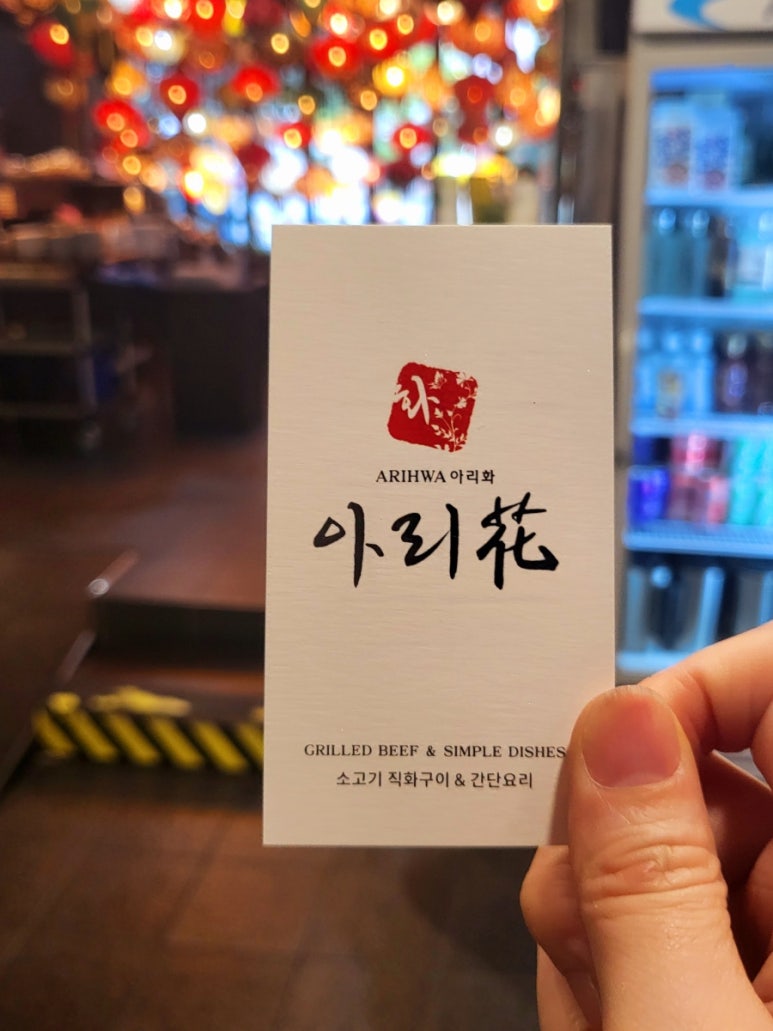 화
ARIHWA 아리화
아리花
GRILLED BEEF & SIMPLE DISHES
소고기 직화구이 & 간단요리